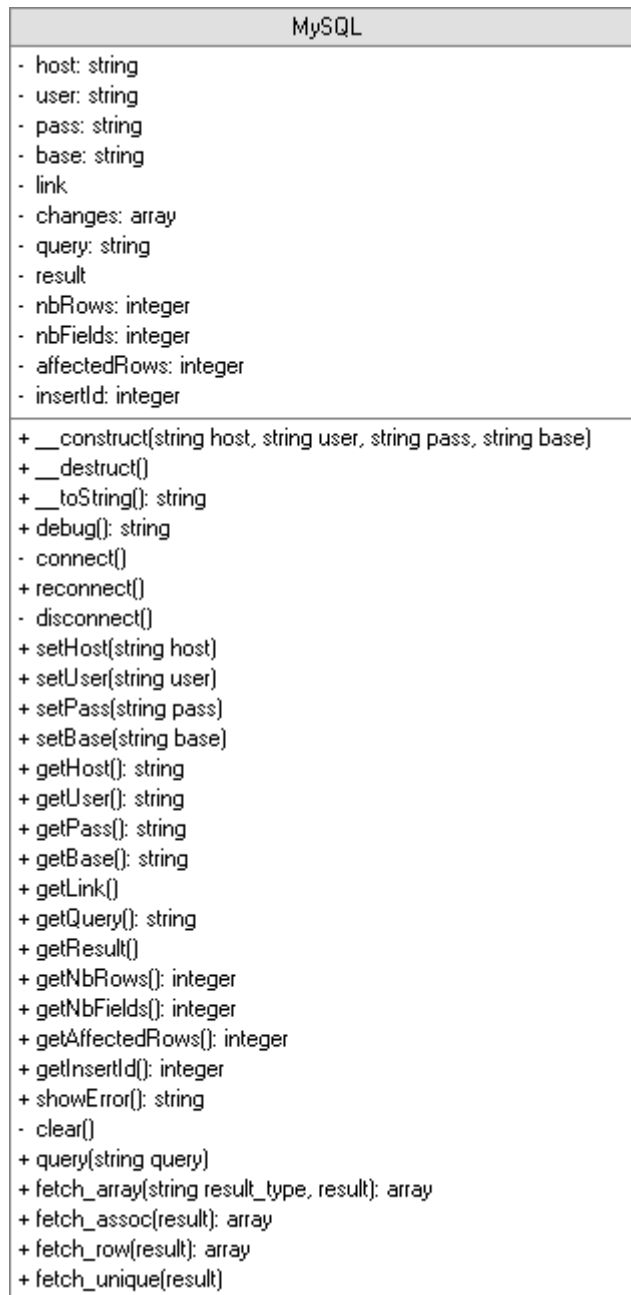 MySQL
- host: string
- user: string
- pass: string
- base: string
- link
- changes: array
- query: string
- result
- nbRows: integer
- nbFields: integer
- affectedRows: integer
- insertId: integer
+ __construct(string host, string user, string pass, string base)
+ __destruct()
+ __toString(): string
+ debug(): string
- connect()
+ reconnect()
- disconnect()
+ setHost(string host)
+ setUser(string user)
+ setPass(string pass)
+ setBase(string base)
+ getHost(): string
+ getUser(): string
+ getPass(): string
+ getBase(): string
+ getLink()
+ getQuery(): string
+ getResult()
+ getNbRows(): integer
+ getNbFields(): integer
+ getAffectedRows(): integer
+ getInsertId(): integer
+ showError(): string
- clear()
+ query(string query)
+ fetch_array(string result_type, result): array
+ fetch_assoc(result): array
+ fetch_row(result): array
+ fetch_unique(result)